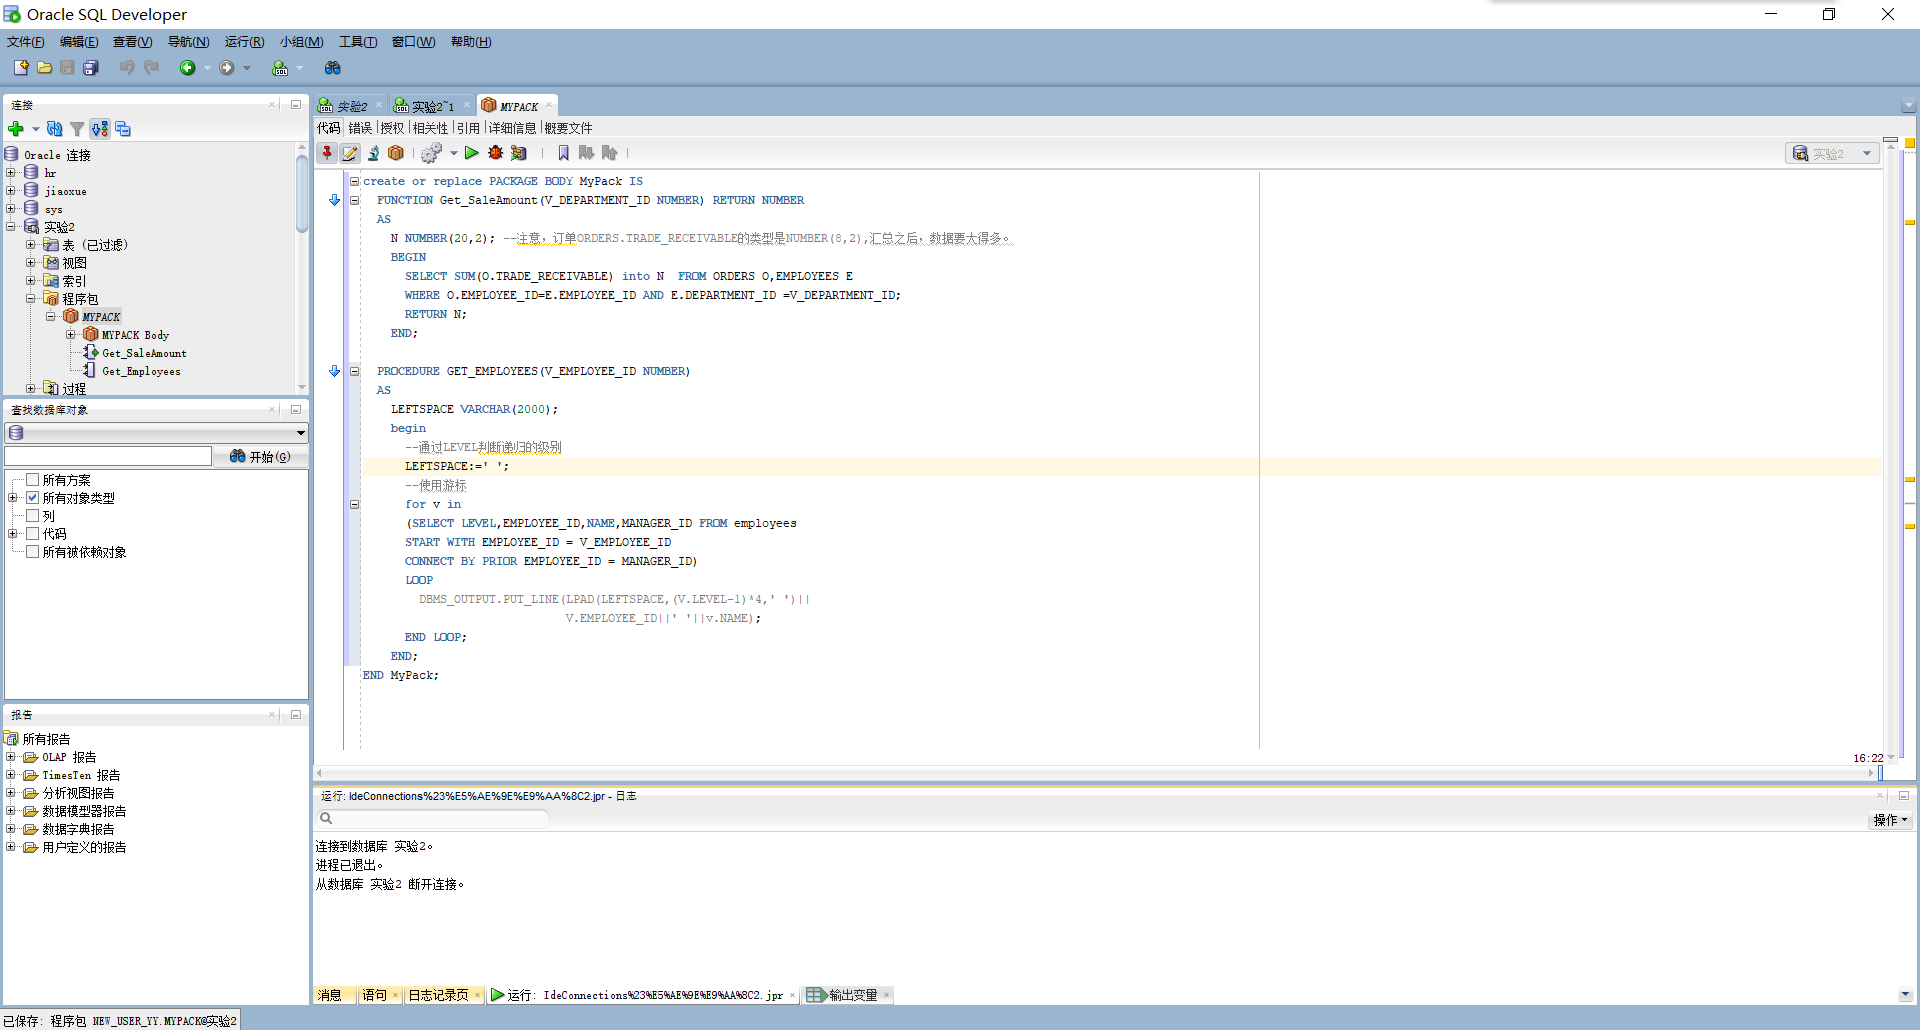 Oracle SQL Developer
文件(F) 编辑(E) 查看(V) 导航(N) 运行(R) 小组(M) 工具(T) 窗口(W) 帮助(H)
连接
Oracle 连接
hr
jiaoxue
sys
实验2
表 (已过滤)
视图
索引
程序包
MYPACK
MYPACK Body
Get_SaleAmount
Get_Employees
过程
查找数据库对象
开始(G)
所有方案
所有对象类型
列
代码
所有被依赖对象
报告
所有报告
OLAP 报告
TimesTen 报告
分析视图报告
数据模型器报告
数据字典报告
用户定义的报告
实验2 实验2~1 MYPACK
代码 错误 授权 相关性 引用 详细信息 概要文件
实验2
create or replace PACKAGE BODY MyPack IS
FUNCTION Get_SaleAmount(V_DEPARTMENT_ID NUMBER) RETURN NUMBER
AS
N NUMBER(20,2); --注意，订单ORDERS.TRADE_RECEIVABLE的类型是NUMBER(8,2),汇总之后，数据要大得多。
BEGIN
SELECT SUM(O.TRADE_RECEIVABLE) into N  FROM ORDERS O,EMPLOYEES E
WHERE O.EMPLOYEE_ID=E.EMPLOYEE_ID AND E.DEPARTMENT_ID =V_DEPARTMENT_ID;
RETURN N;
END;
PROCEDURE GET_EMPLOYEES(V_EMPLOYEE_ID NUMBER)
AS
LEFTSPACE VARCHAR(2000);
begin
--通过LEVEL判断递归的级别
LEFTSPACE:=' ';
--使用游标
for v in
(SELECT LEVEL,EMPLOYEE_ID,NAME,MANAGER_ID FROM employees
START WITH EMPLOYEE_ID = V_EMPLOYEE_ID
CONNECT BY PRIOR EMPLOYEE_ID = MANAGER_ID)
LOOP
DBMS_OUTPUT.PUT_LINE(LPAD(LEFTSPACE,(V.LEVEL-1)*4,' ')||
V.EMPLOYEE_ID||' '||v.NAME);
END LOOP;
END;
END MyPack;
16:22
运行: IdeConnections%23%E5%AE%9E%E9%AA%8C2.jpr - 日志
操作
连接到数据库 实验2。
进程已退出。
从数据库 实验2 断开连接。
消息 语句 日志记录页 运行: IdeConnections%23%E5%AE%9E%E9%AA%8C2.jpr 输出变量
已保存: 程序包 NEW_USER_YY.MYPACK@实验2